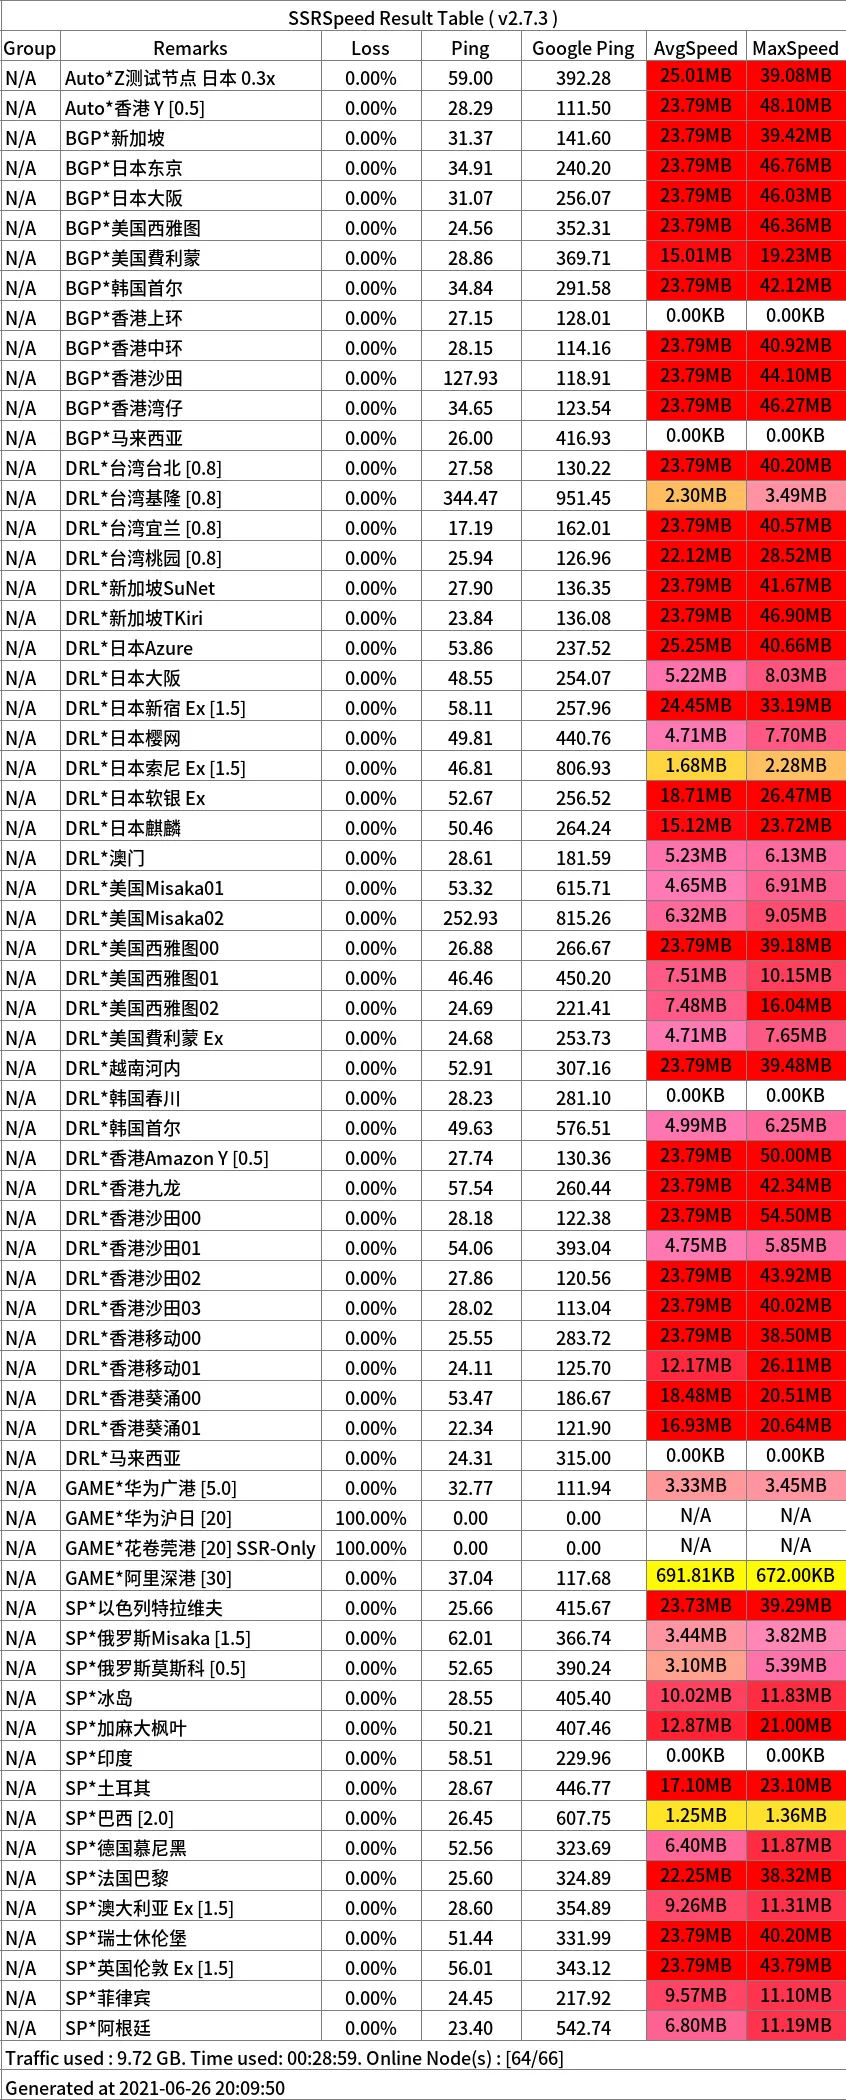 SSRSpeed Result Table ( v2.7.3 )
Group Remarks Loss Ping Google Ping AvgSpeed MaxSpeed
N/A Auto*Z测试节点 日本 0.3x 0.00% 59.00 392.28 25.01MB 39.08MB
N/A Auto*香港 Y [0.5] 0.00% 28.29 111.50 23.79MB 48.10MB
N/A BGP*新加坡 0.00% 31.37 141.60 23.79MB 39.42MB
N/A BGP*日本东京 0.00% 34.91 240.20 23.79MB 46.76MB
N/A BGP*日本大阪 0.00% 31.07 256.07 23.79MB 46.03MB
N/A BGP*美国西雅图 0.00% 24.56 352.31 23.79MB 46.36MB
N/A BGP*美国費利蒙 0.00% 28.86 369.71 15.01MB 19.23MB
N/A BGP*韩国首尔 0.00% 34.84 291.58 23.79MB 42.12MB
N/A BGP*香港上环 0.00% 27.15 128.01 0.00KB 0.00KB
N/A BGP*香港中环 0.00% 28.15 114.16 23.79MB 40.92MB
N/A BGP*香港沙田 0.00% 127.93 118.91 23.79MB 44.10MB
N/A BGP*香港湾仔 0.00% 34.65 123.54 23.79MB 46.27MB
N/A BGP*马来西亚 0.00% 26.00 416.93 0.00KB 0.00KB
N/A DRL*台湾台北 [0.8] 0.00% 27.58 130.22 23.79MB 40.20MB
N/A DRL*台湾基隆 [0.8] 0.00% 344.47 951.45 2.30MB 3.49MB
N/A DRL*台湾宜兰 [0.8] 0.00% 17.19 162.01 23.79MB 40.57MB
N/A DRL*台湾桃园 [0.8] 0.00% 25.94 126.96 22.12MB 28.52MB
N/A DRL*新加坡SuNet 0.00% 27.90 136.35 23.79MB 41.67MB
N/A DRL*新加坡TKiri 0.00% 23.84 136.08 23.79MB 46.90MB
N/A DRL*日本Azure 0.00% 53.86 237.52 25.25MB 40.66MB
N/A DRL*日本大阪 0.00% 48.55 254.07 5.22MB 8.03MB
N/A DRL*日本新宿 Ex [1.5] 0.00% 58.11 257.96 24.45MB 33.19MB
N/A DRL*日本樱网 0.00% 49.81 440.76 4.71MB 7.70MB
N/A DRL*日本索尼 Ex [1.5] 0.00% 46.81 806.93 1.68MB 2.28MB
N/A DRL*日本软银 Ex 0.00% 52.67 256.52 18.71MB 26.47MB
N/A DRL*日本麒麟 0.00% 50.46 264.24 15.12MB 23.72MB
N/A DRL*澳门 0.00% 28.61 181.59 5.23MB 6.13MB
N/A DRL*美国Misaka01 0.00% 53.32 615.71 4.65MB 6.91MB
N/A DRL*美国Misaka02 0.00% 252.93 815.26 6.32MB 9.05MB
N/A DRL*美国西雅图00 0.00% 26.88 266.67 23.79MB 39.18MB
N/A DRL*美国西雅图01 0.00% 46.46 450.20 7.51MB 10.15MB
N/A DRL*美国西雅图02 0.00% 24.69 221.41 7.48MB 16.04MB
N/A DRL*美国費利蒙 Ex 0.00% 24.68 253.73 4.71MB 7.65MB
N/A DRL*越南河内 0.00% 52.91 307.16 23.79MB 39.48MB
N/A DRL*韩国春川 0.00% 28.23 281.10 0.00KB 0.00KB
N/A DRL*韩国首尔 0.00% 49.63 576.51 4.99MB 6.25MB
N/A DRL*香港Amazon Y [0.5] 0.00% 27.74 130.36 23.79MB 50.00MB
N/A DRL*香港九龙 0.00% 57.54 260.44 23.79MB 42.34MB
N/A DRL*香港沙田00 0.00% 28.18 122.38 23.79MB 54.50MB
N/A DRL*香港沙田01 0.00% 54.06 393.04 4.75MB 5.85MB
N/A DRL*香港沙田02 0.00% 27.86 120.56 23.79MB 43.92MB
N/A DRL*香港沙田03 0.00% 28.02 113.04 23.79MB 40.02MB
N/A DRL*香港移动00 0.00% 25.55 283.72 23.79MB 38.50MB
N/A DRL*香港移动01 0.00% 24.11 125.70 12.17MB 26.11MB
N/A DRL*香港葵涌00 0.00% 53.47 186.67 18.48MB 20.51MB
N/A DRL*香港葵涌01 0.00% 22.34 121.90 16.93MB 20.64MB
N/A DRL*马来西亚 0.00% 24.31 315.00 0.00KB 0.00KB
N/A GAME*华为广港 [5.0] 0.00% 32.77 111.94 3.33MB 3.45MB
N/A GAME*华为沪日 [20] 100.00% 0.00 0.00 N/A N/A
N/A GAME*花卷莞港 [20] SSR-Only 100.00% 0.00 0.00 N/A N/A
N/A GAME*阿里深港 [30] 0.00% 37.04 117.68 691.81KB 672.00KB
N/A SP*以色列特拉维夫 0.00% 25.66 415.67 23.73MB 39.29MB
N/A SP*俄罗斯Misaka [1.5] 0.00% 62.01 366.74 3.44MB 3.82MB
N/A SP*俄罗斯莫斯科 [0.5] 0.00% 52.65 390.24 3.10MB 5.39MB
N/A SP*冰岛 0.00% 28.55 405.40 10.02MB 11.83MB
N/A SP*加麻大枫叶 0.00% 50.21 407.46 12.87MB 21.00MB
N/A SP*印度 0.00% 58.51 229.96 0.00KB 0.00KB
N/A SP*土耳其 0.00% 28.67 446.77 17.10MB 23.10MB
N/A SP*巴西 [2.0] 0.00% 26.45 607.75 1.25MB 1.36MB
N/A SP*德国慕尼黑 0.00% 52.56 323.69 6.40MB 11.87MB
N/A SP*法国巴黎 0.00% 25.60 324.89 22.25MB 38.32MB
N/A SP*澳大利亚 Ex [1.5] 0.00% 28.60 354.89 9.26MB 11.31MB
N/A SP*瑞士休伦堡 0.00% 51.44 331.99 23.79MB 40.20MB
N/A SP*英国伦敦 Ex [1.5] 0.00% 56.01 343.12 23.79MB 43.79MB
N/A SP*菲律宾 0.00% 24.45 217.92 9.57MB 11.10MB
N/A SP*阿根廷 0.00% 23.40 542.74 6.80MB 11.19MB
Traffic used : 9.72 GB. Time used: 00:28:59. Online Node(s) : [64/66]
Generated at 2021-06-26 20:09:50